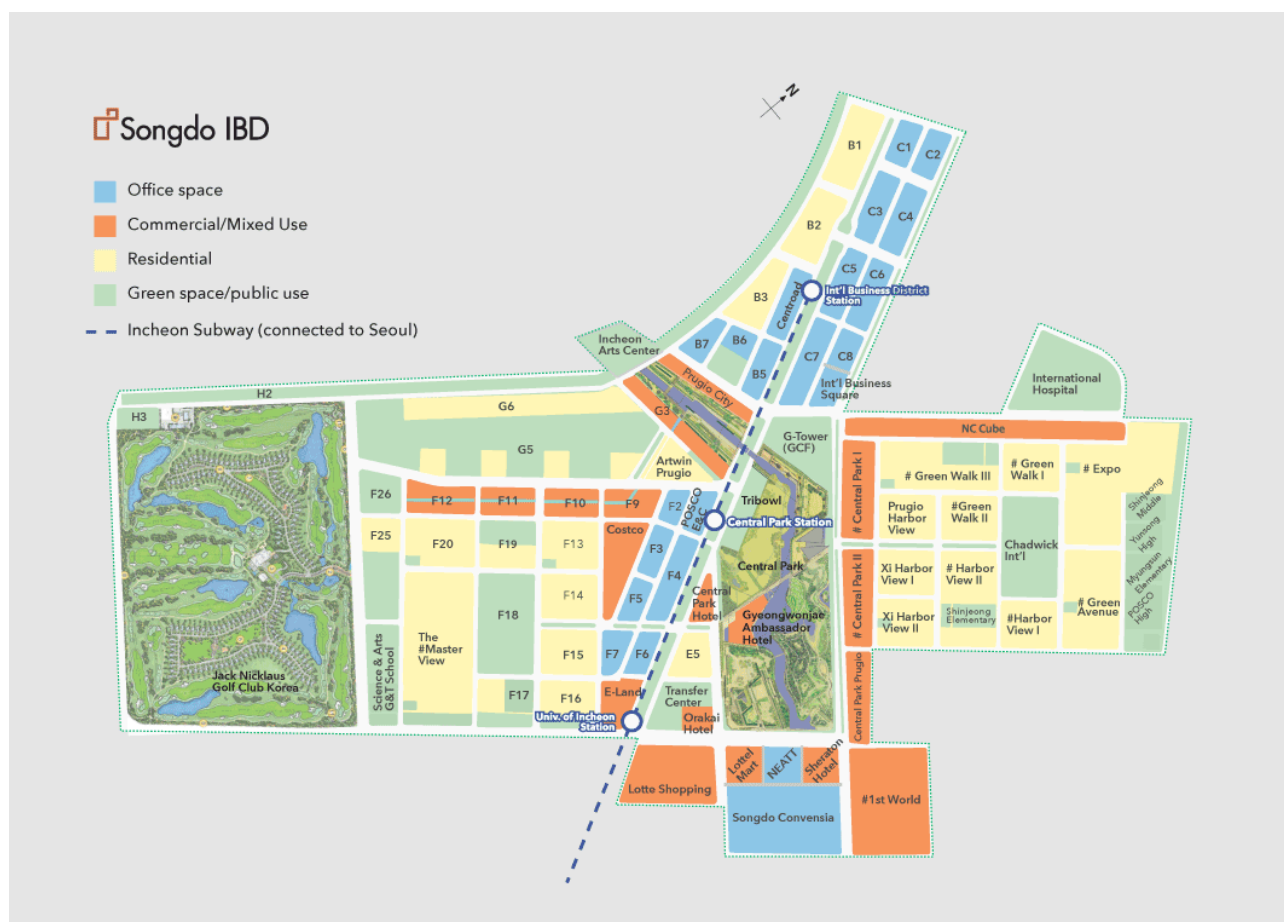 Songdo IBD
Office space
Commercial/Mixed Use
Residential
Green space/public use
Incheon Subway (connected to Seoul)
N
B1
C1
C2
B2
C3
C4
C5
C6
Int'l Business District
Station
B3
Centroad
B7
B6
B5
C7
C8
Int'l Business
Square
Incheon
Arts Center
Prugio City
International
Hospital
H2
H3
G6
G3
G5
Artwin
Prugio
G-Tower
(GCF)
NC Cube
# Central Park I
# Green Walk III
# Green
Walk I
# Expo
F26
F12
F11
F10
F9
F2
POSCO
E&C
Tribowl
Central Park Station
Prugio
Harbor
View
#Green
Walk II
Shinjeong
Middle
Yunsong
High
F25
F20
F19
F13
Costco
F3
F4
F5
Central Park
Chadwick
Int'l
# Central Park II
Xi Harbor
View I
# Harbor
View II
Myungsun
Elementary
POSCO
High
F14
F18
Central
Park
Hotel
Gyeongwonjae
Ambassador
Hotel
Xi Harbor
View II
Shinjeong
Elementary
#Harbor
View I
# Green
Avenue
The
#Master
View
F15
F7
F6
E5
Science & Arts
G&T School
Jack Nicklaus
Golf Club Korea
F17
F16
E-Land
Transfer
Center
Orakai
Hotel
Central Park Prugio
Univ. of Incheon
Station
Lotte Shopping
Lottel
Mart
NEATT
Sheraton
Hotel
Songdo Convensia
#1st World